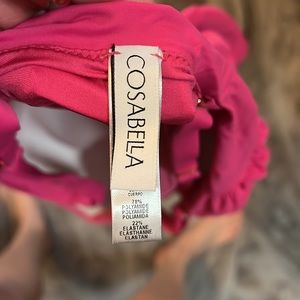 COSABELLA
CUERPO
78%
POLYAMIDE
POLYAMIDE
POLIAMIDA
22%
ELASTANE
ELASTHANNE
ELASTAN